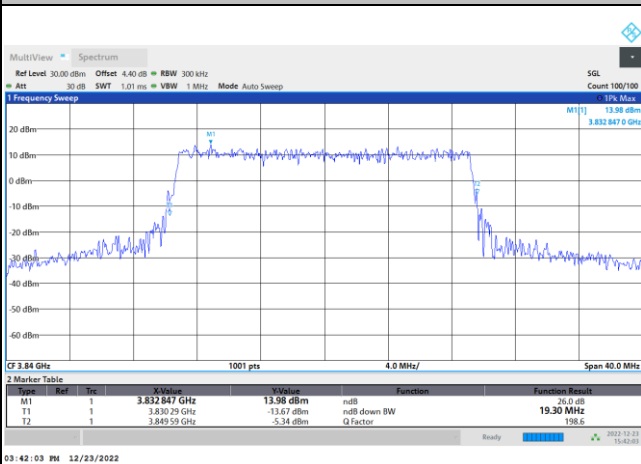 MultiView Spectrum
Ref Level 30.00 dBm Offset 4.40 dB RBW 300 kHz SGL
Att 30 dB SWT 1.01 ms VBW 1 MHz Mode Auto Sweep Count 100/100
1 Frequency Sweep 1Pk Max
M1[1] 13.98 dBm
3.832 847 0 GHz
20 dBm
M1
10 dBm
0 dBm
T2
-10 dBm
-20 dBm
-30 dBm
-40 dBm
-50 dBm
-60 dBm
CF 3.84 GHz 1001 pts 4.0 MHz/ Span 40.0 MHz
2 Marker Table
Type Ref Trc X-Value Y-Value Function Function Result
M1 1 3.832 847 GHz 13.98 dBm ndB 26.0 dB
T1 1 3.830 29 GHz -13.67 dBm ndB down BW 19.30 MHz
T2 1 3.849 59 GHz -5.34 dBm Q Factor 198.6
Ready 2022-12-23
15:42:03
03:42:03 PM 12/23/2022